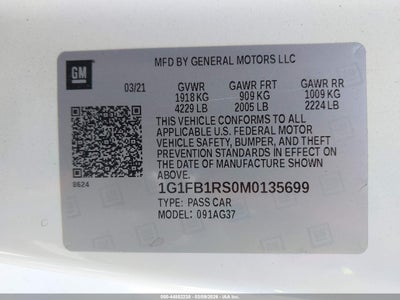 GM
MFD BY GENERAL MOTORS LLC
03/21 GVWR GAWR FRT GAWR RR
1918 KG 909 KG 1009 KG
4229 LB 2005 LB 2224 LB
THIS VEHICLE CONFORMS TO ALL
APPLICABLE U.S. FEDERAL MOTOR
VEHICLE SAFETY, BUMPER, AND THEFT
PREVENTION STANDARDS IN EFFECT ON
THE DATE OF MANUFACTURE SHOWN
ABOVE.
8624
1G1FB1RS0M0135699
TYPE: PASS CAR
MODEL: 091AG37